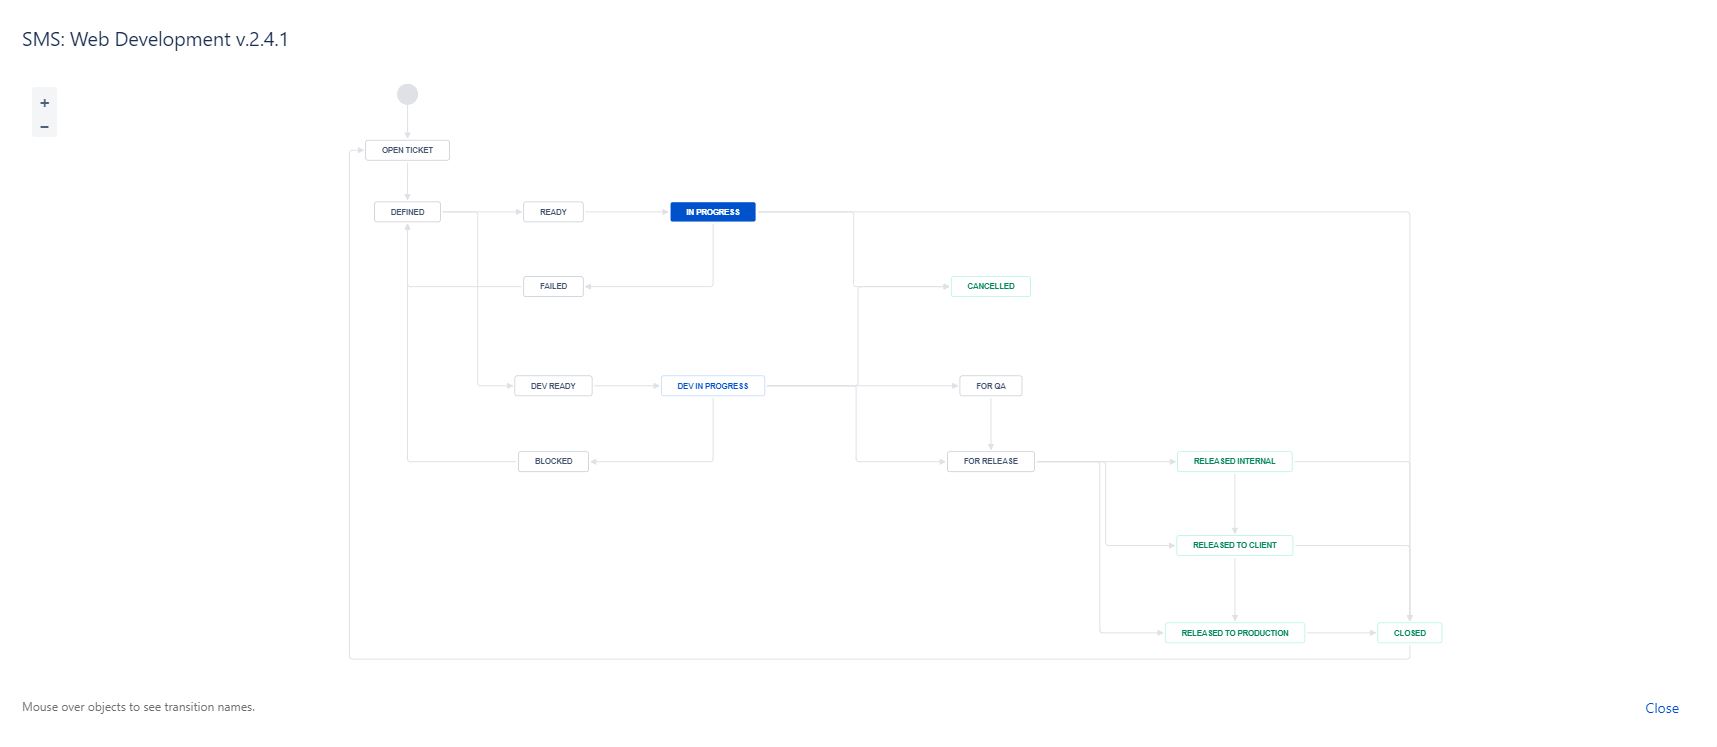 SMS: Web Development v.2.4.1
+
−
OPEN TICKET
DEFINED
READY
IN PROGRESS
FAILED
CANCELLED
DEV READY
DEV IN PROGRESS
FOR QA
BLOCKED
FOR RELEASE
RELEASED INTERNAL
RELEASED TO CLIENT
RELEASED TO PRODUCTION
CLOSED
Mouse over objects to see transition names.
Close